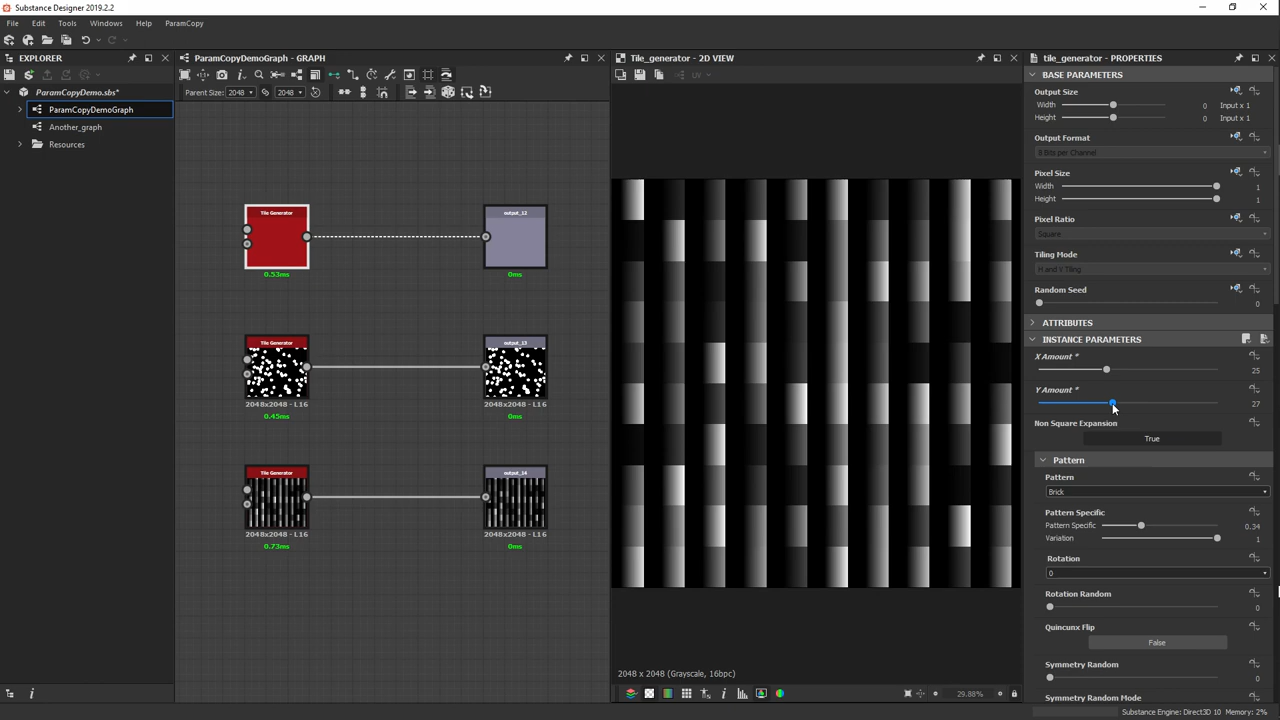 Substance Designer 2019.2.2
File Edit Tools Windows Help ParamCopy
EXPLORER
ParamCopyDemo.sbs*
ParamCopyDemoGraph
Another_graph
Resources
ParamCopyDemoGraph - GRAPH
Parent Size: 2048 2048
Tile Generator
0.53ms
output_12
0ms
Tile Generator
2048x2048 - L16
0.45ms
output_13
2048x2048 - L16
0ms
Tile Generator
2048x2048 - L16
0.73ms
output_14
2048x2048 - L16
0ms
Tile_generator - 2D VIEW
UV
2048 x 2048 (Grayscale, 16bpc)
29.88%
tile_generator - PROPERTIES
BASE PARAMETERS
Output Size
Width 0 Input x 1
Height 0 Input x 1
Output Format
8 Bits per Channel
Pixel Size
Width 1
Height 1
Pixel Ratio
Square
Tiling Mode
H and V Tiling
Random Seed
0
ATTRIBUTES
INSTANCE PARAMETERS
X Amount *
25
Y Amount *
27
Non Square Expansion
True
Pattern
Pattern
Brick
Pattern Specific
Pattern Specific 0.34
Variation 1
Rotation
0
Rotation Random
0
Quincunx Flip
False
Symmetry Random
0
Symmetry Random Mode
Substance Engine: Direct3D 10 Memory: 2%